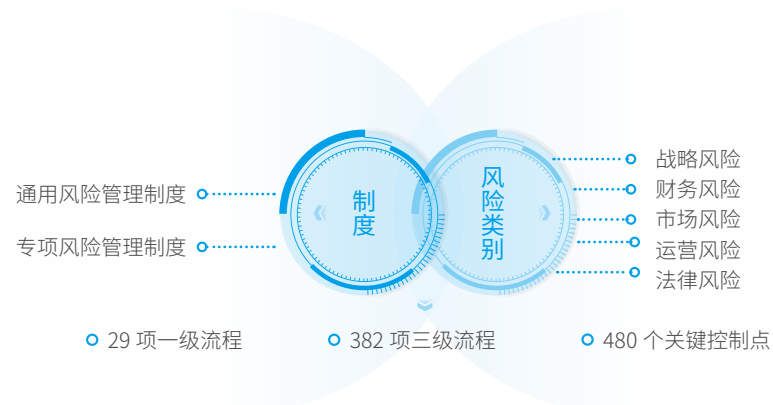 通用风险管理制度
专项风险管理制度
制度
风险类别
战略风险
财务风险
市场风险
运营风险
法律风险
29 项一级流程
382 项三级流程
480 个关键控制点